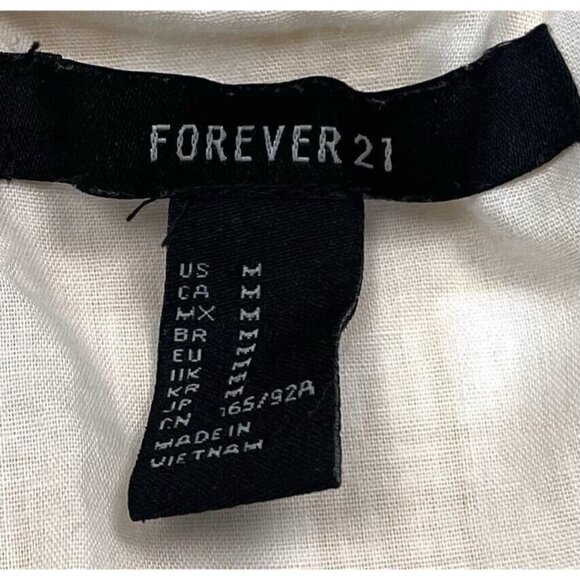 FOREVER 21
US M
CA M
MX M
BR M
EU M
UK M
KR M
JP
CN 165/92A
MADE IN
VIETNAM